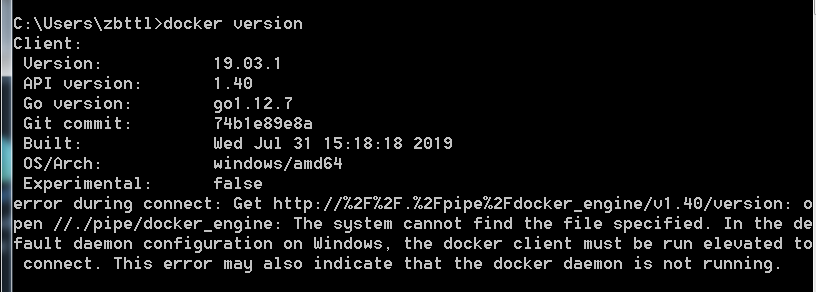 C:\Users\zbttl>docker version
Client:
 Version:           19.03.1
 API version:       1.40
 Go version:        go1.12.7
 Git commit:        74b1e89e8a
 Built:             Wed Jul 31 15:18:18 2019
 OS/Arch:           windows/amd64
 Experimental:      false
error during connect: Get http://%2F%2F.%2Fpipe%2Fdocker_engine/v1.40/version: o
pen //./pipe/docker_engine: The system cannot find the file specified. In the de
fault daemon configuration on Windows, the docker client must be run elevated to
 connect. This error may also indicate that the docker daemon is not running.